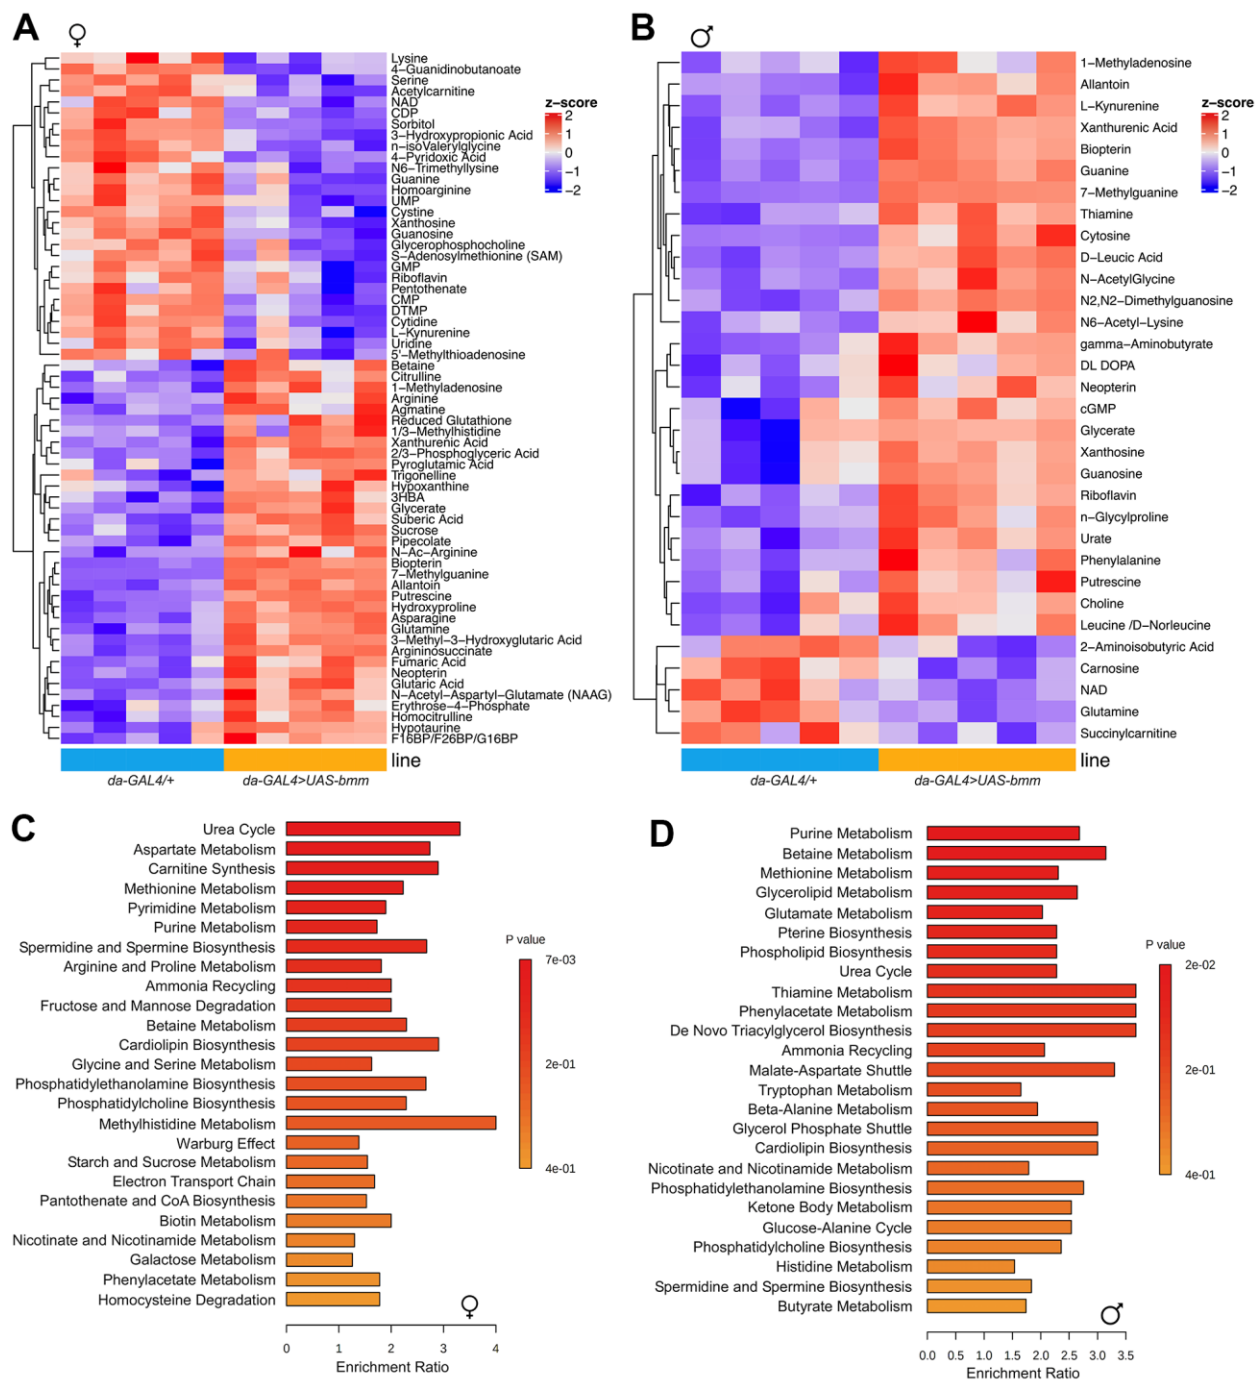 A
♀
Lysine
4−Guanidinobutanoate
Serine
Acetylcarnitine
NAD
CDP
Sorbitol
3−Hydroxypropionic Acid
n−isoValerylglycine
4−Pyridoxic Acid
N6−Trimethyllysine
Guanine
Homoarginine
UMP
Cystine
Xanthosine
Guanosine
Glycerophosphocholine
S−Adenosylmethionine (SAM)
GMP
Riboflavin
Pentothenate
CMP
DTMP
Cytidine
L−Kynurenine
Uridine
5'−Methylthioadenosine
Betaine
Citrulline
1−Methyladenosine
Arginine
Agmatine
Reduced Glutathione
1/3−Methylhistidine
Xanthurenic Acid
2/3−Phosphoglyceric Acid
Pyroglutamic Acid
Trigonelline
Hypoxanthine
3HBA
Glycerate
Suberic Acid
Sucrose
Pipecolate
N−Ac−Arginine
Biopterin
7−Methylguanine
Allantoin
Putrescine
Hydroxyproline
Asparagine
Glutamine
3−Methyl−3−Hydroxyglutaric Acid
Argininosuccinate
Fumaric Acid
Neopterin
Glutaric Acid
N−Acetyl−Aspartyl−Glutamate (NAAG)
Erythrose−4−Phosphate
Homocitrulline
Hypotaurine
F16BP/F26BP/G16BP
line
da-GAL4/+
da-GAL4>UAS-bmm
z−score
2
1
0
−1
−2
B
♂
1−Methyladenosine
Allantoin
L−Kynurenine
Xanthurenic Acid
Biopterin
Guanine
7−Methylguanine
Thiamine
Cytosine
D−Leucic Acid
N−AcetylGlycine
N2,N2−Dimethylguanosine
N6−Acetyl−Lysine
gamma−Aminobutyrate
DL DOPA
Neopterin
cGMP
Glycerate
Xanthosine
Guanosine
Riboflavin
n−Glycylproline
Urate
Phenylalanine
Putrescine
Choline
Leucine /D−Norleucine
2−Aminoisobutyric Acid
Carnosine
NAD
Glutamine
Succinylcarnitine
line
da-GAL4/+
da-GAL4>UAS-bmm
z−score
2
1
0
−1
−2
C
Urea Cycle
Aspartate Metabolism
Carnitine Synthesis
Methionine Metabolism
Pyrimidine Metabolism
Purine Metabolism
Spermidine and Spermine Biosynthesis
Arginine and Proline Metabolism
Ammonia Recycling
Fructose and Mannose Degradation
Betaine Metabolism
Cardiolipin Biosynthesis
Glycine and Serine Metabolism
Phosphatidylethanolamine Biosynthesis
Phosphatidylcholine Biosynthesis
Methylhistidine Metabolism
Warburg Effect
Starch and Sucrose Metabolism
Electron Transport Chain
Pantothenate and CoA Biosynthesis
Biotin Metabolism
Nicotinate and Nicotinamide Metabolism
Galactose Metabolism
Phenylacetate Metabolism
Homocysteine Degradation
♀
0 1 2 3 4
Enrichment Ratio
P value
7e-03
2e-01
4e-01
D
Purine Metabolism
Betaine Metabolism
Methionine Metabolism
Glycerolipid Metabolism
Glutamate Metabolism
Pterine Biosynthesis
Phospholipid Biosynthesis
Urea Cycle
Thiamine Metabolism
Phenylacetate Metabolism
De Novo Triacylglycerol Biosynthesis
Ammonia Recycling
Malate-Aspartate Shuttle
Tryptophan Metabolism
Beta-Alanine Metabolism
Glycerol Phosphate Shuttle
Cardiolipin Biosynthesis
Nicotinate and Nicotinamide Metabolism
Phosphatidylethanolamine Biosynthesis
Ketone Body Metabolism
Glucose-Alanine Cycle
Phosphatidylcholine Biosynthesis
Histidine Metabolism
Spermidine and Spermine Biosynthesis
Butyrate Metabolism
♂
0.0 0.5 1.0 1.5 2.0 2.5 3.0 3.5
Enrichment Ratio
P value
2e-02
2e-01
4e-01